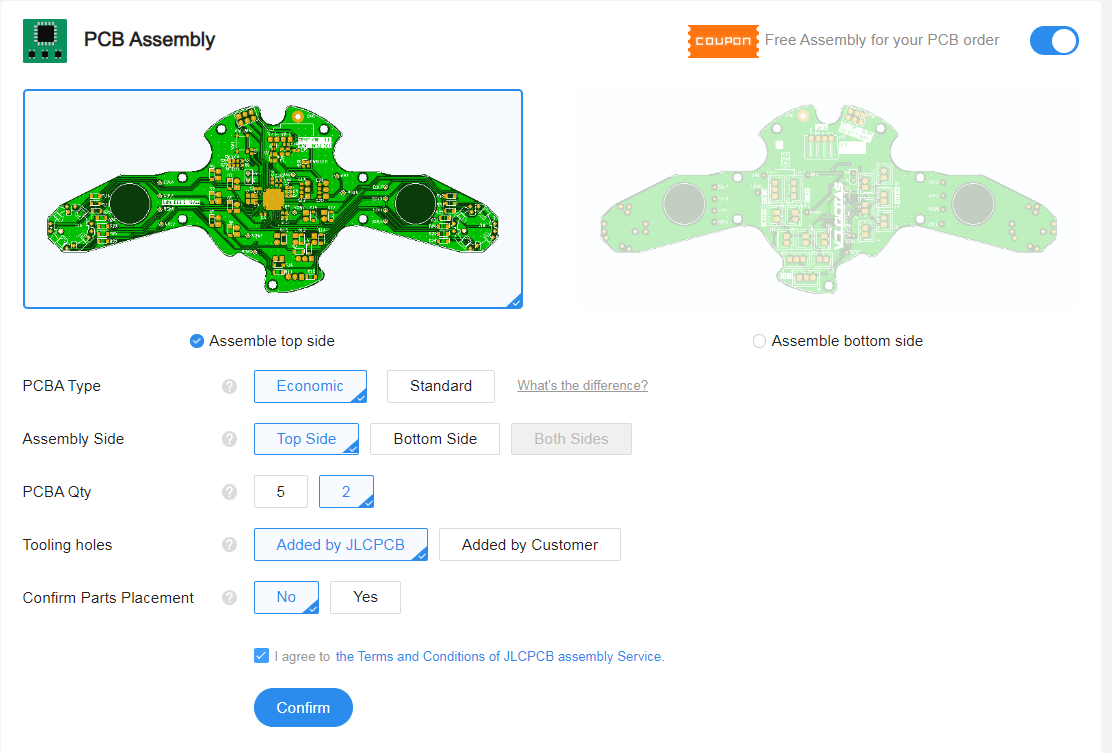 PCB Assembly
COUPON Free Assembly for your PCB order
Assemble top side
Assemble bottom side
PCBA Type ? Economic Standard What's the difference?
Assembly Side ? Top Side Bottom Side Both Sides
PCBA Qty ? 5 2
Tooling holes ? Added by JLCPCB Added by Customer
Confirm Parts Placement ? No Yes
I agree to the Terms and Conditions of JLCPCB assembly Service.
Confirm